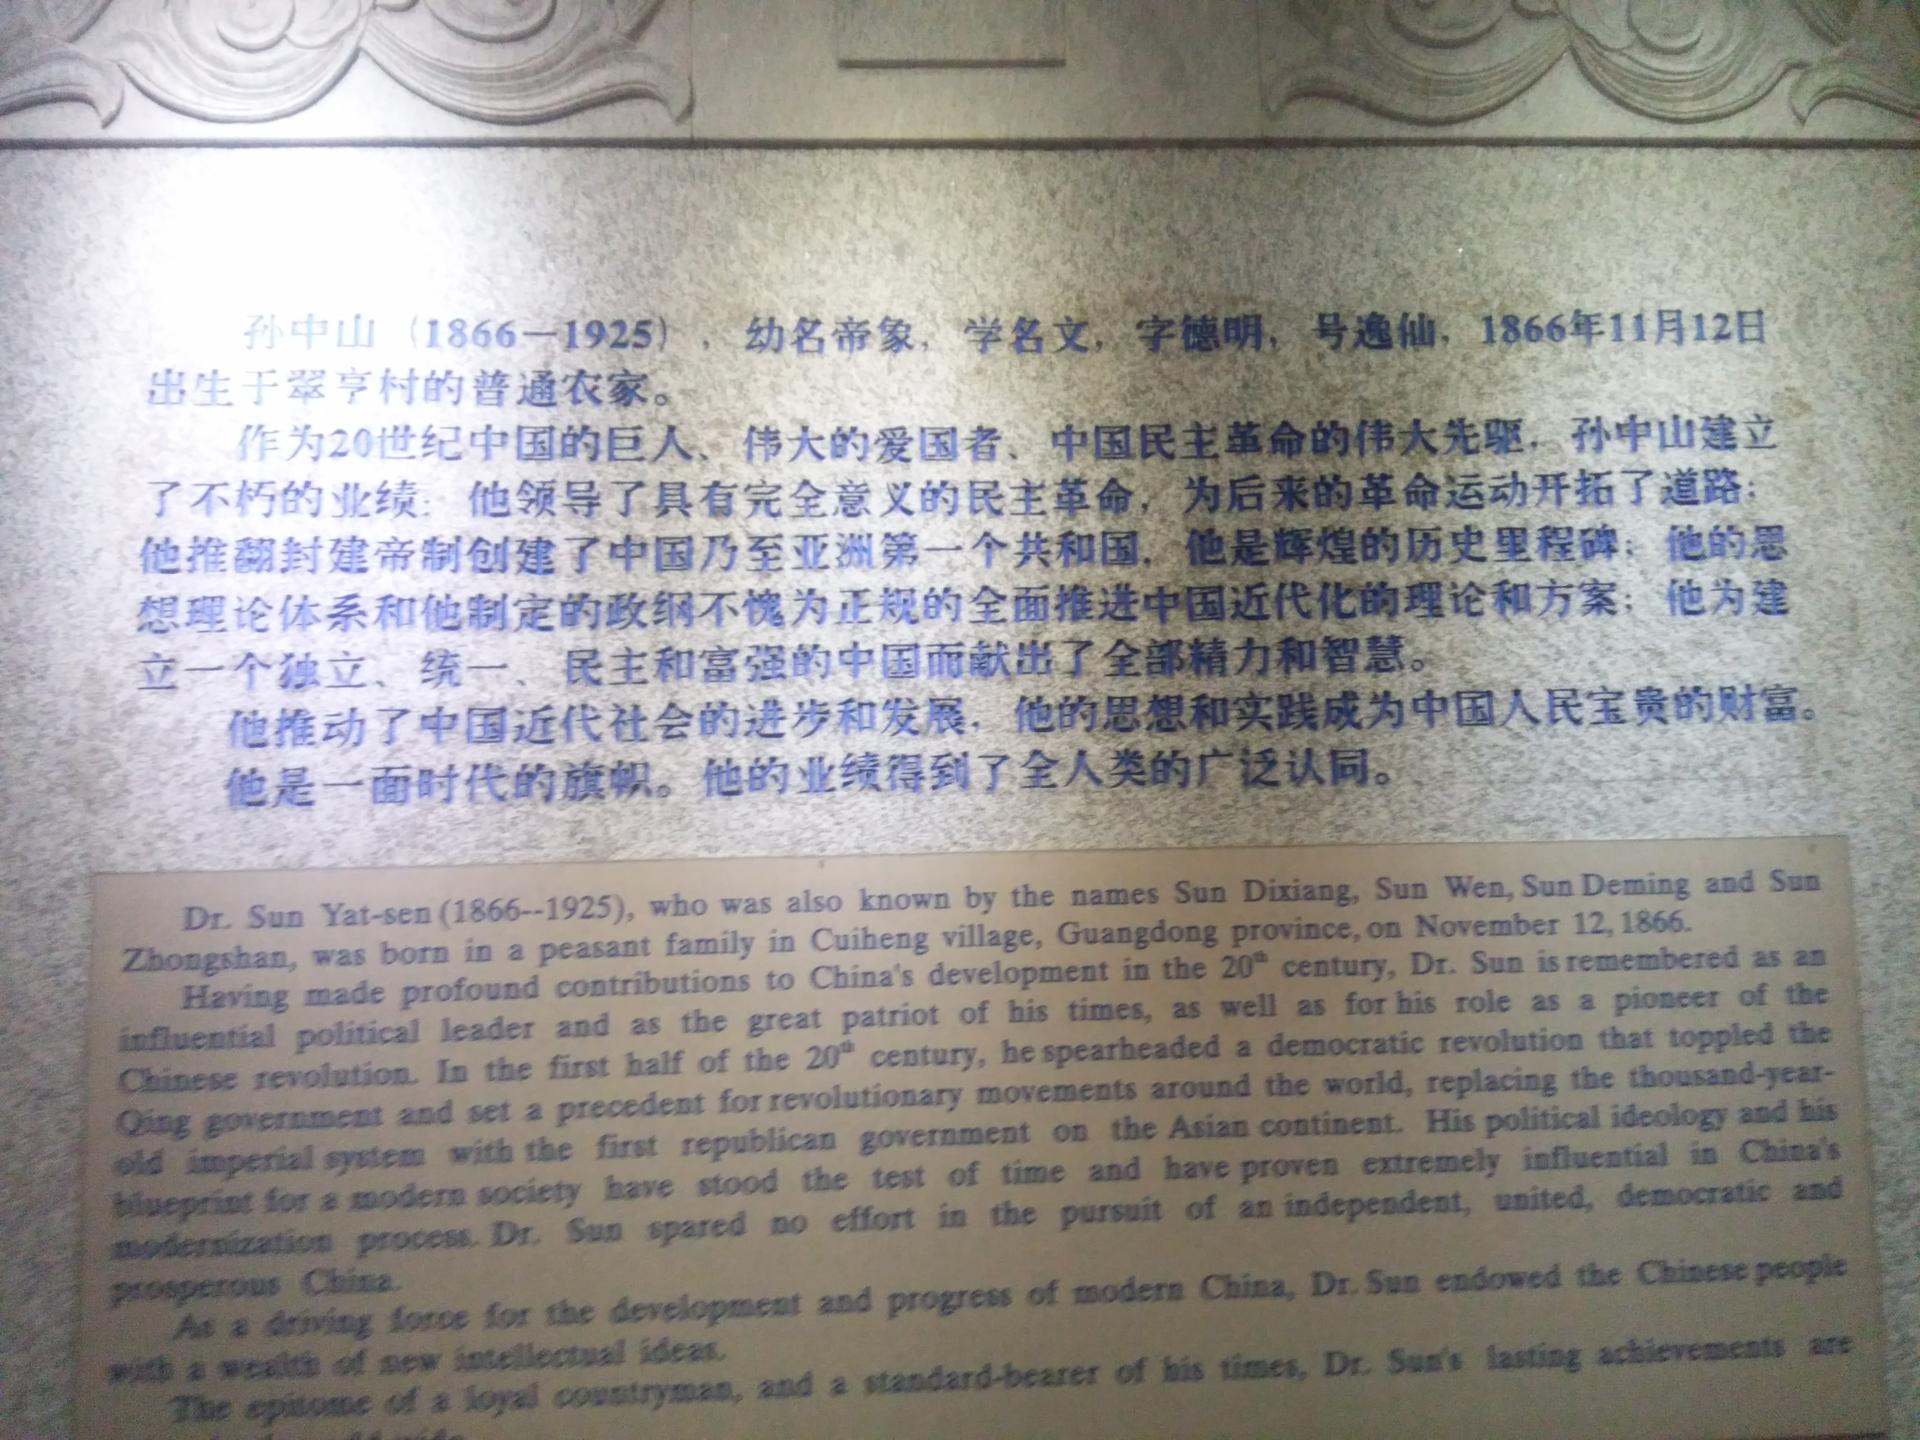 孙中山（1866－1925），幼名帝象，学名文，字德明，号逸仙，1866年11月12日
出生于翠亨村的普通农家。
作为20世纪中国的巨人、伟大的爱国者、中国民主革命的伟大先驱，孙中山建立
了不朽的业绩：他领导了具有完全意义的民主革命，为后来的革命运动开拓了道路；
他推翻封建帝制创建了中国乃至亚洲第一个共和国，他是辉煌的历史里程碑；他的思
想理论体系和他制定的政纲不愧为正规的全面推进中国近代化的理论和方案；他为建
立一个独立、统一、民主和富强的中国而献出了全部精力和智慧。
他推动了中国近代社会的进步和发展，他的思想和实践成为中国人民宝贵的财富。
他是一面时代的旗帜。他的业绩得到了全人类的广泛认同。
Dr. Sun Yat-sen (1866--1925), who was also known by the names Sun Dixiang, Sun Wen, Sun Deming and Sun
Zhongshan, was born in a peasant family in Cuiheng village, Guangdong province, on November 12, 1866.
Having made profound contributions to China's development in the 20th century, Dr. Sun is remembered as an
influential political leader and as the great patriot of his times, as well as for his role as a pioneer of the
Chinese revolution. In the first half of the 20th century, he spearheaded a democratic revolution that toppled the
Qing government and set a precedent for revolutionary movements around the world, replacing the thousand-year-
old imperial system with the first republican government on the Asian continent. His political ideology and his
blueprint for a modern society have stood the test of time and have proven extremely influential in China's
modernization process. Dr. Sun spared no effort in the pursuit of an independent, united, democratic and
prosperous China.
As a driving force for the development and progress of modern China, Dr. Sun endowed the Chinese people
with a wealth of new intellectual ideas.
The epitome of a loyal countryman, and a standard-bearer of his times, Dr. Sun's lasting achievements are